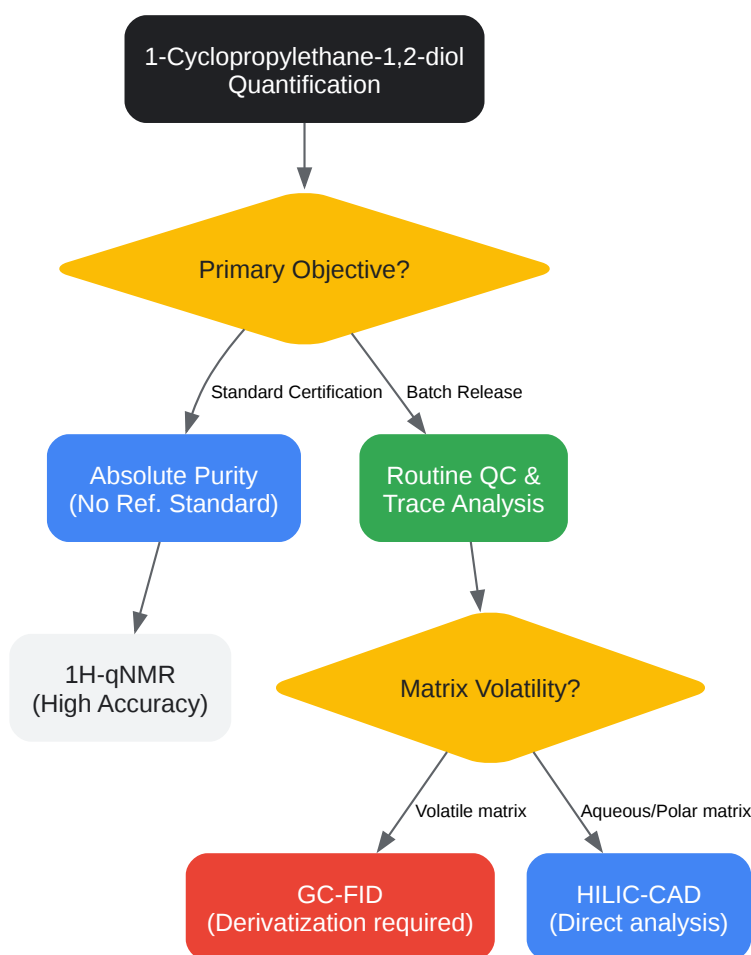 1-Cyclopropylethane-1,2-diol
Quantification
Primary Objective?
Standard Certification
Batch Release
Absolute Purity
(No Ref. Standard)
Routine QC &
Trace Analysis
1H-qNMR
(High Accuracy)
Matrix Volatility?
Volatile matrix
Aqueous/Polar matrix
GC-FID
(Derivatization required)
HILIC-CAD
(Direct analysis)